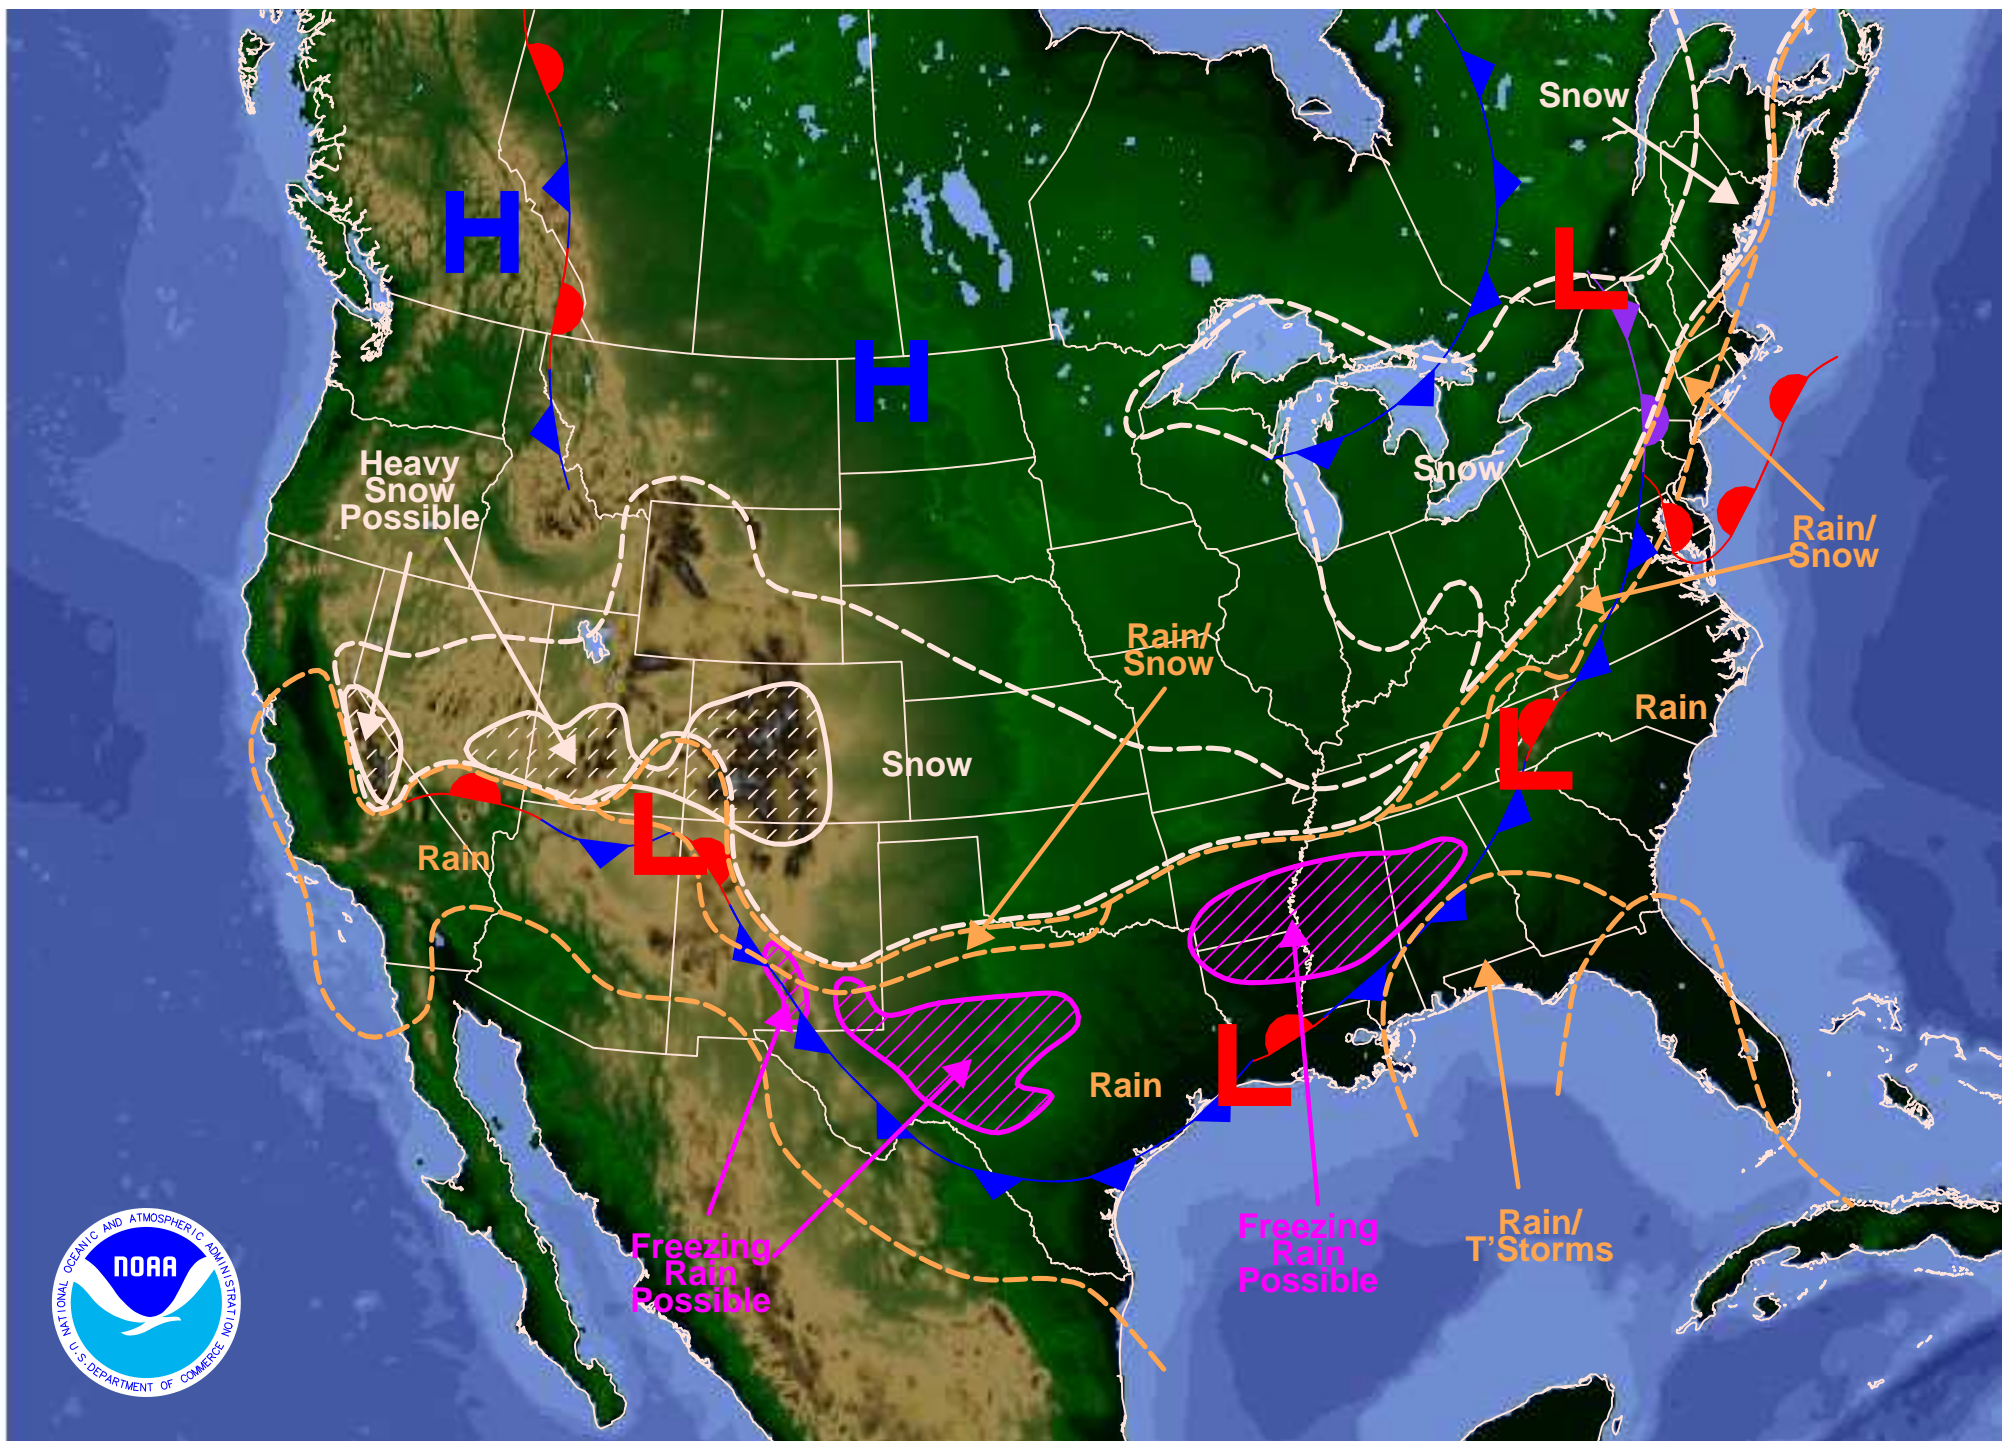 Snow
H
L
H
Heavy
Snow
Possible
Snow
Rain/
Snow
Rain/
Snow
L
Rain
Snow
L
Rain
L
Rain
Freezing
Rain
Possible
Freezing
Rain
Possible
Rain/
T'Storms
NATIONAL OCEANIC AND ATMOSPHERIC ADMINISTRATION
NOAA
U.S. DEPARTMENT OF COMMERCE